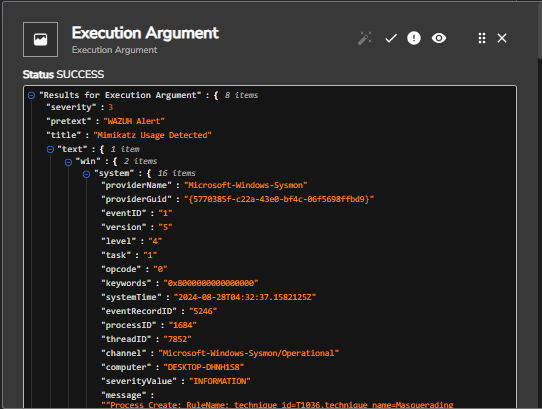 Execution Argument
Execution Argument
Status SUCCESS
"Results for Execution Argument" : { 8 items
"severity" : 3
"pretext" : "WAZUH Alert"
"title" : "Mimikatz Usage Detected"
"text" : { 1 item
"win" : { 2 items
"system" : { 16 items
"providerName" : "Microsoft-Windows-Sysmon"
"providerGuid" : "{5770385f-c22a-43e0-bf4c-06f5698ffbd9}"
"eventID" : "1"
"version" : "5"
"level" : "4"
"task" : "1"
"opcode" : "0"
"keywords" : "0x8000000000000000"
"systemTime" : "2024-08-28T04:32:37.1582125Z"
"eventRecordID" : "5246"
"processID" : "1684"
"threadID" : "7852"
"channel" : "Microsoft-Windows-Sysmon/Operational"
"computer" : "DESKTOP-DHNH1S8"
"severityValue" : "INFORMATION"
"message" :
""Process Create: RuleName: technique_id=T1036,technique_name=Masquerading